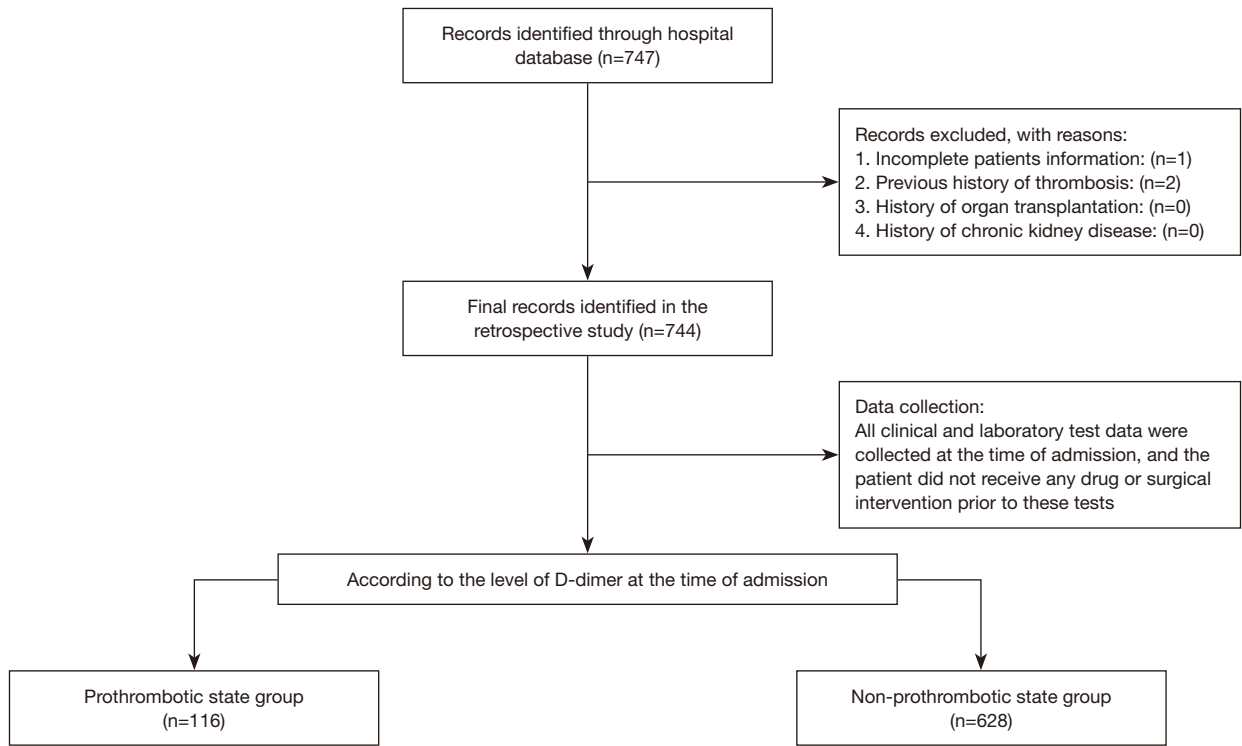 Records identified through hospital
database (n=747)
Records excluded, with reasons:
1. Incomplete patients information: (n=1)
2. Previous history of thrombosis: (n=2)
3. History of organ transplantation: (n=0)
4. History of chronic kidney disease: (n=0)
Final records identified in the
retrospective study (n=744)
Data collection:
All clinical and laboratory test data were
collected at the time of admission, and the
patient did not receive any drug or surgical
intervention prior to these tests
According to the level of D-dimer at the time of admission
Prothrombotic state group
(n=116)
Non-prothrombotic state group
(n=628)